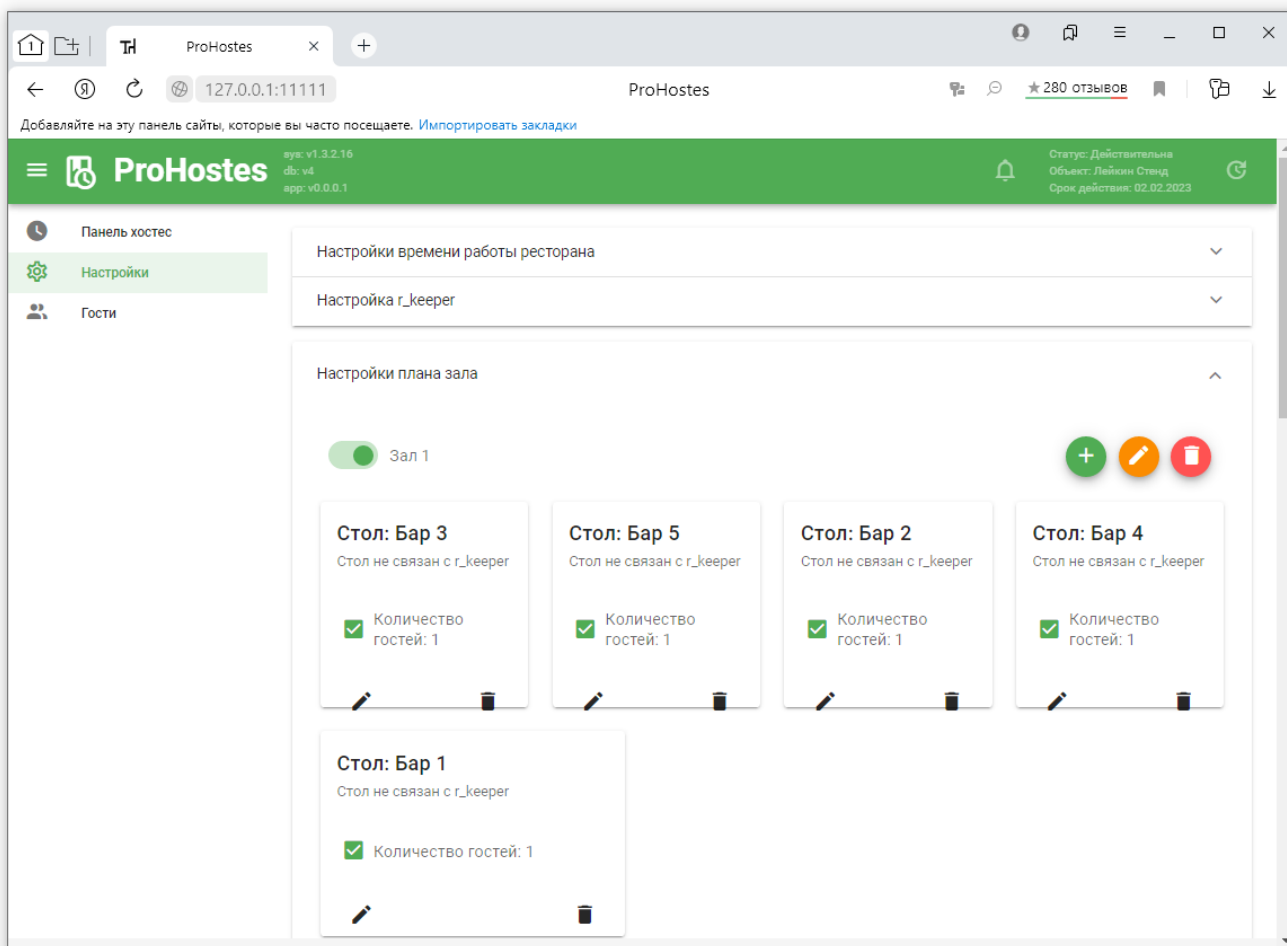 1
TH
ProHostes
Я
127.0.0.1:11111
ProHostes
★280 отзывов
Добавляйте на эту панель сайты, которые вы часто посещаете. Импортировать закладки
ProHostes
sys: v1.3.2.16
db: v4
app: v0.0.0.1
Статус: Действительна
Объект: Лейкин Стенд
Срок действия: 02.02.2023
Панель хостес
Настройки
Гости
Настройки времени работы ресторана
Настройка r_keeper
Настройки плана зала
Зал 1
Стол: Бар 3
Стол не связан с r_keeper
Количество
гостей: 1
Стол: Бар 5
Стол не связан с r_keeper
Количество
гостей: 1
Стол: Бар 2
Стол не связан с r_keeper
Количество
гостей: 1
Стол: Бар 4
Стол не связан с r_keeper
Количество
гостей: 1
Стол: Бар 1
Стол не связан с r_keeper
Количество гостей: 1